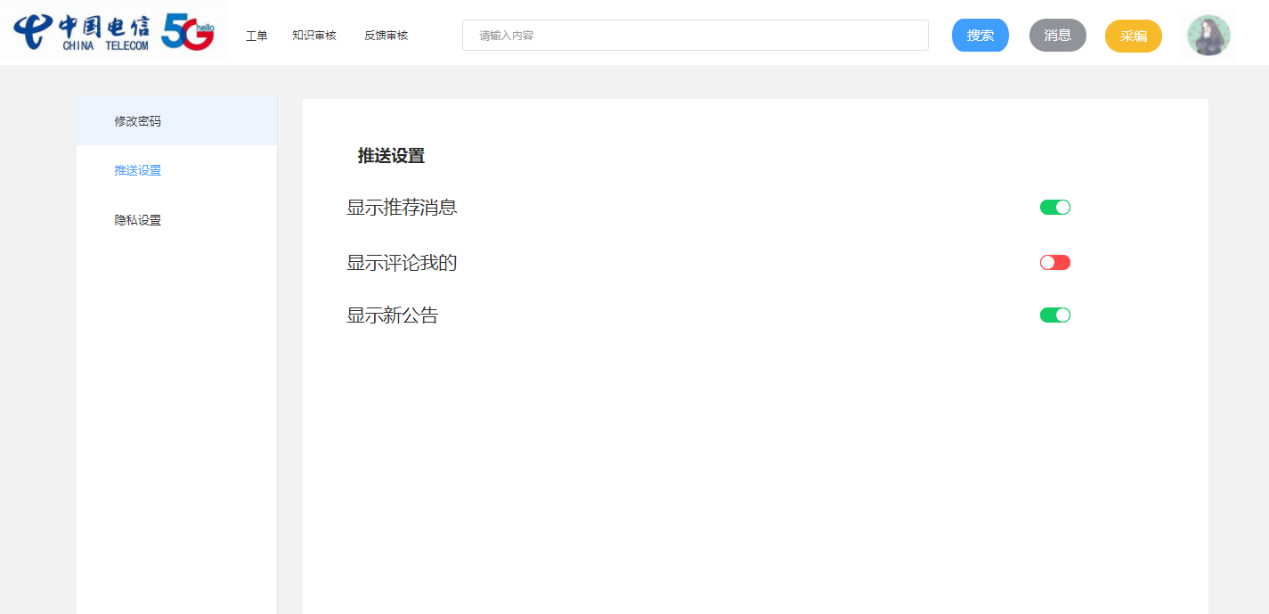 中国电信
CHINA TELECOM
5G
hello
工单
知识审核
反馈审核
请输入内容
搜索
消息
采编
修改密码
推送设置
隐私设置
推送设置
显示推荐消息
显示评论我的
显示新公告